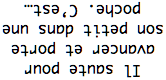 Il saute pour
avancer et porte
son petit dans une
poche. C'est…